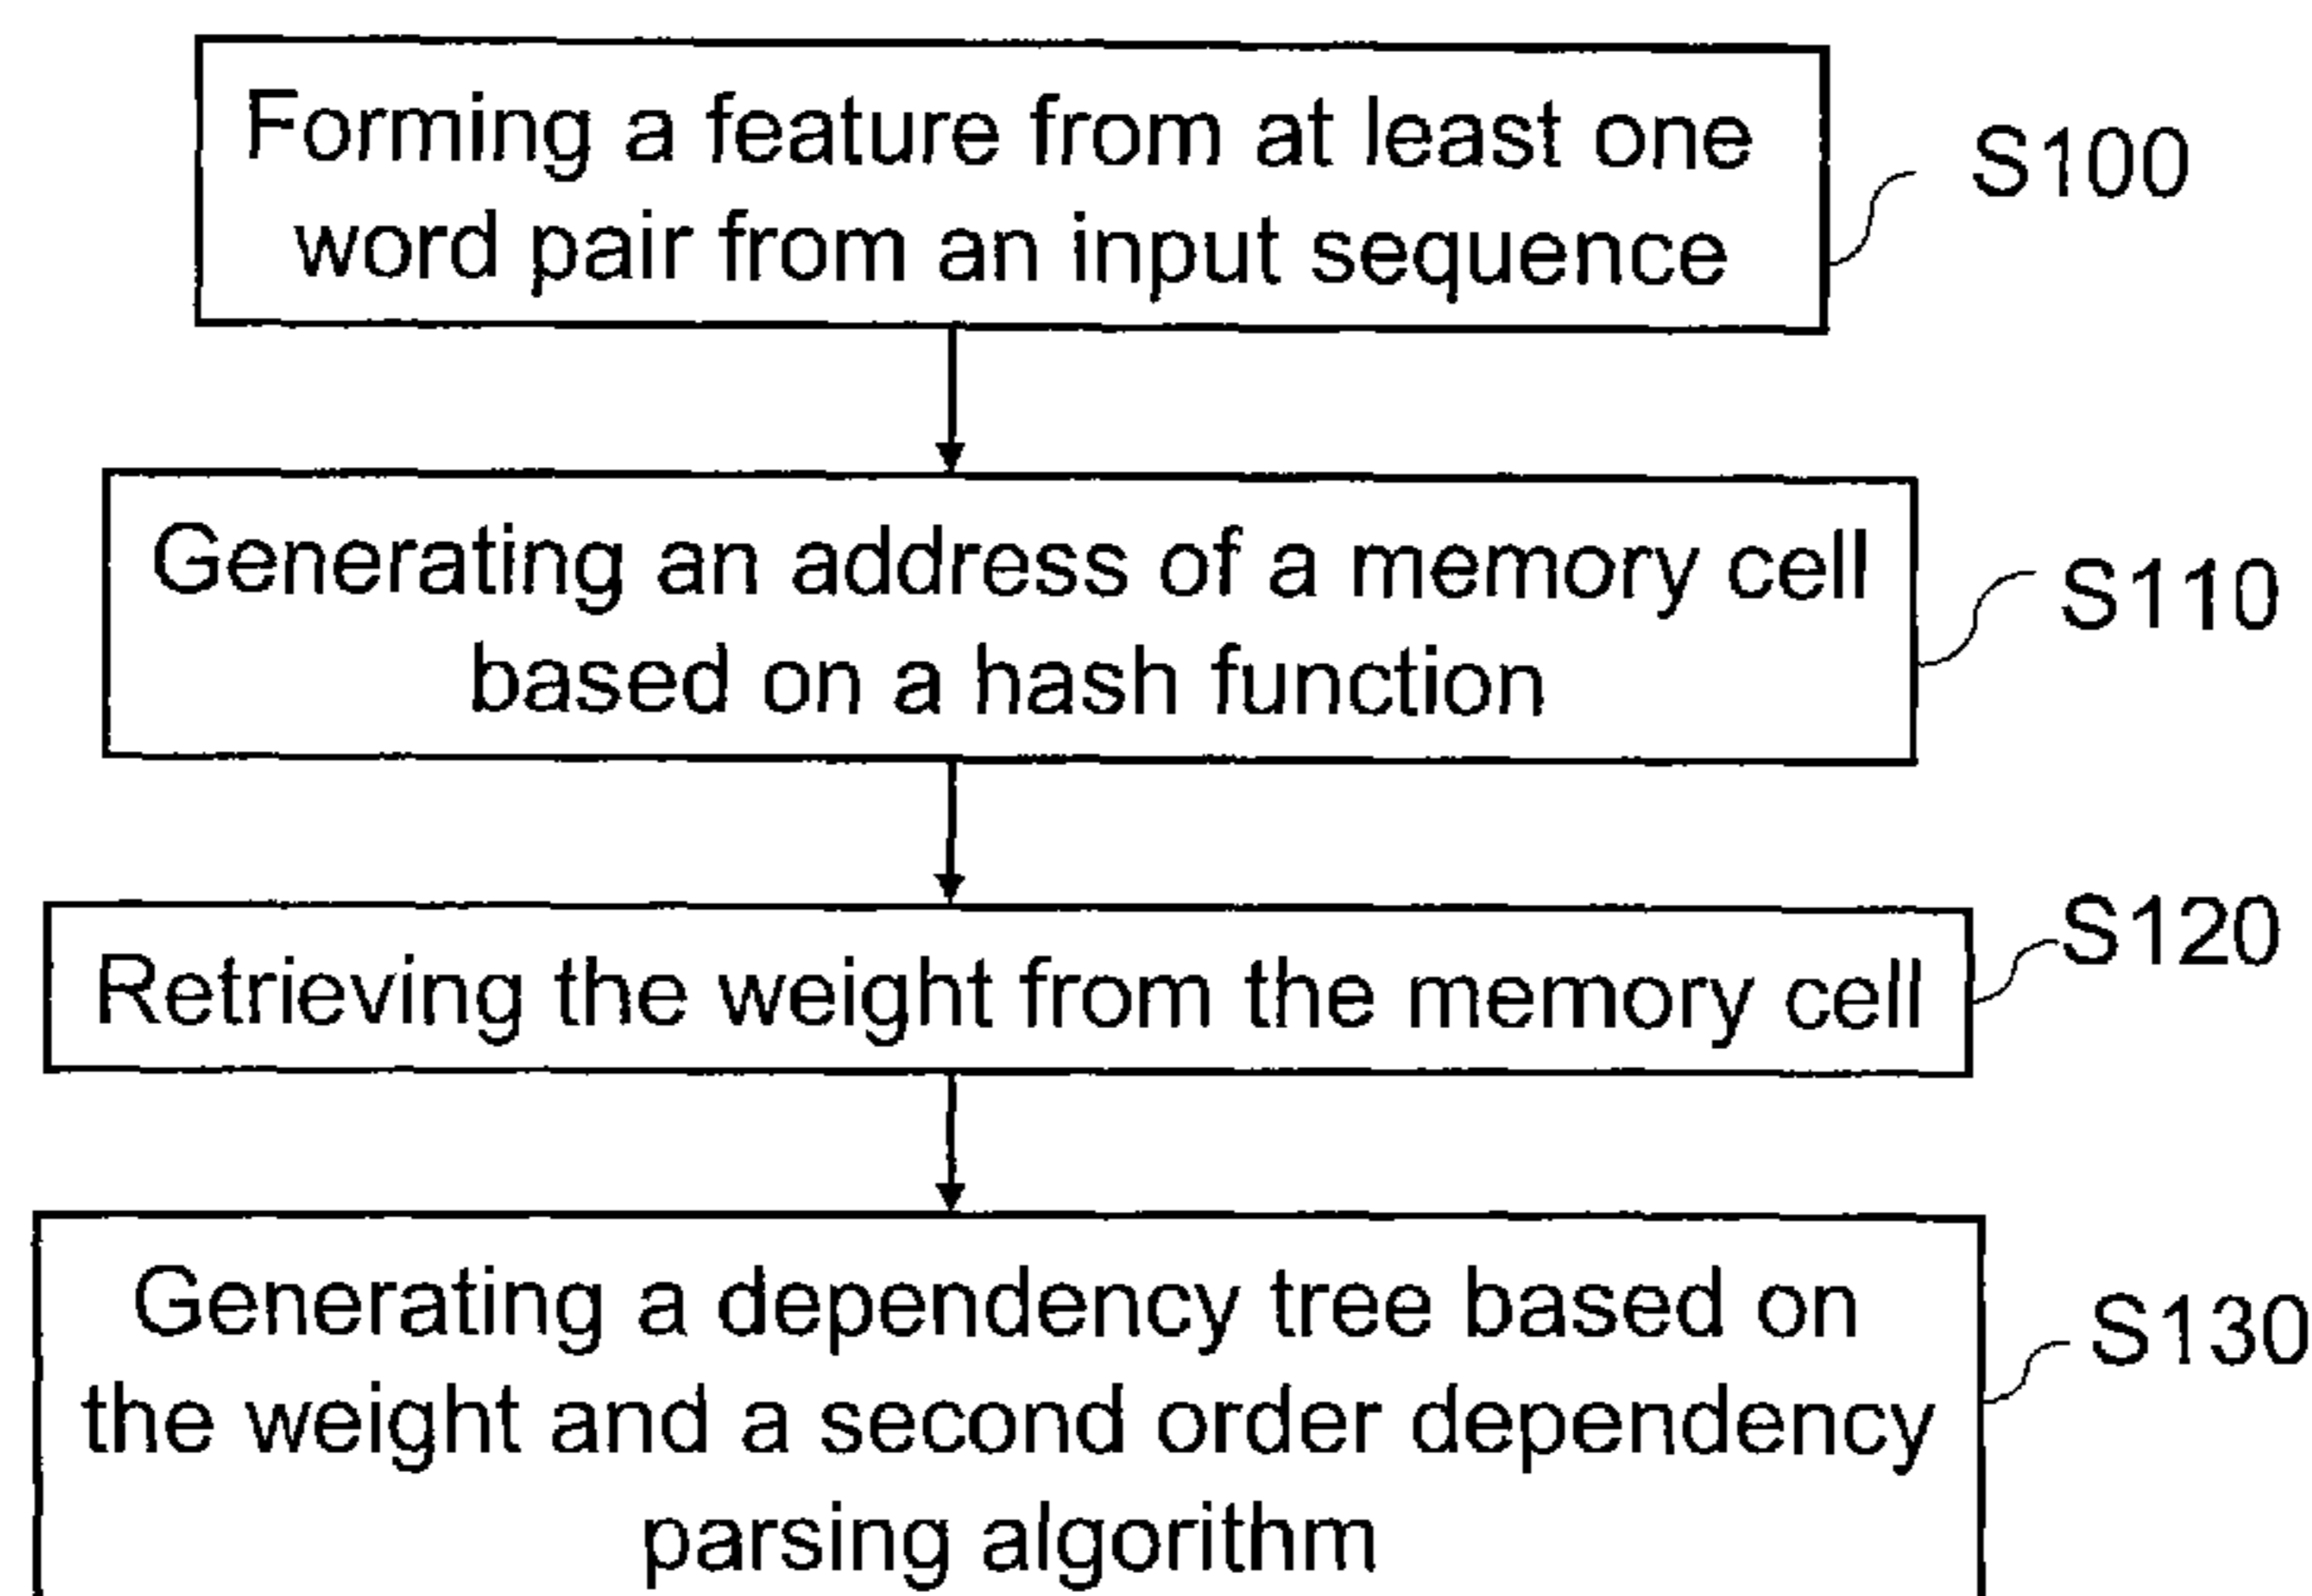 Forming a feature from at least one
word pair from an input sequence
S100
Generating an address of a memory cell
based on a hash function
S110
Retrieving the weight from the memory cell
S120
Generating a dependency tree based on
the weight and a second order dependency
parsing algorithm
S130